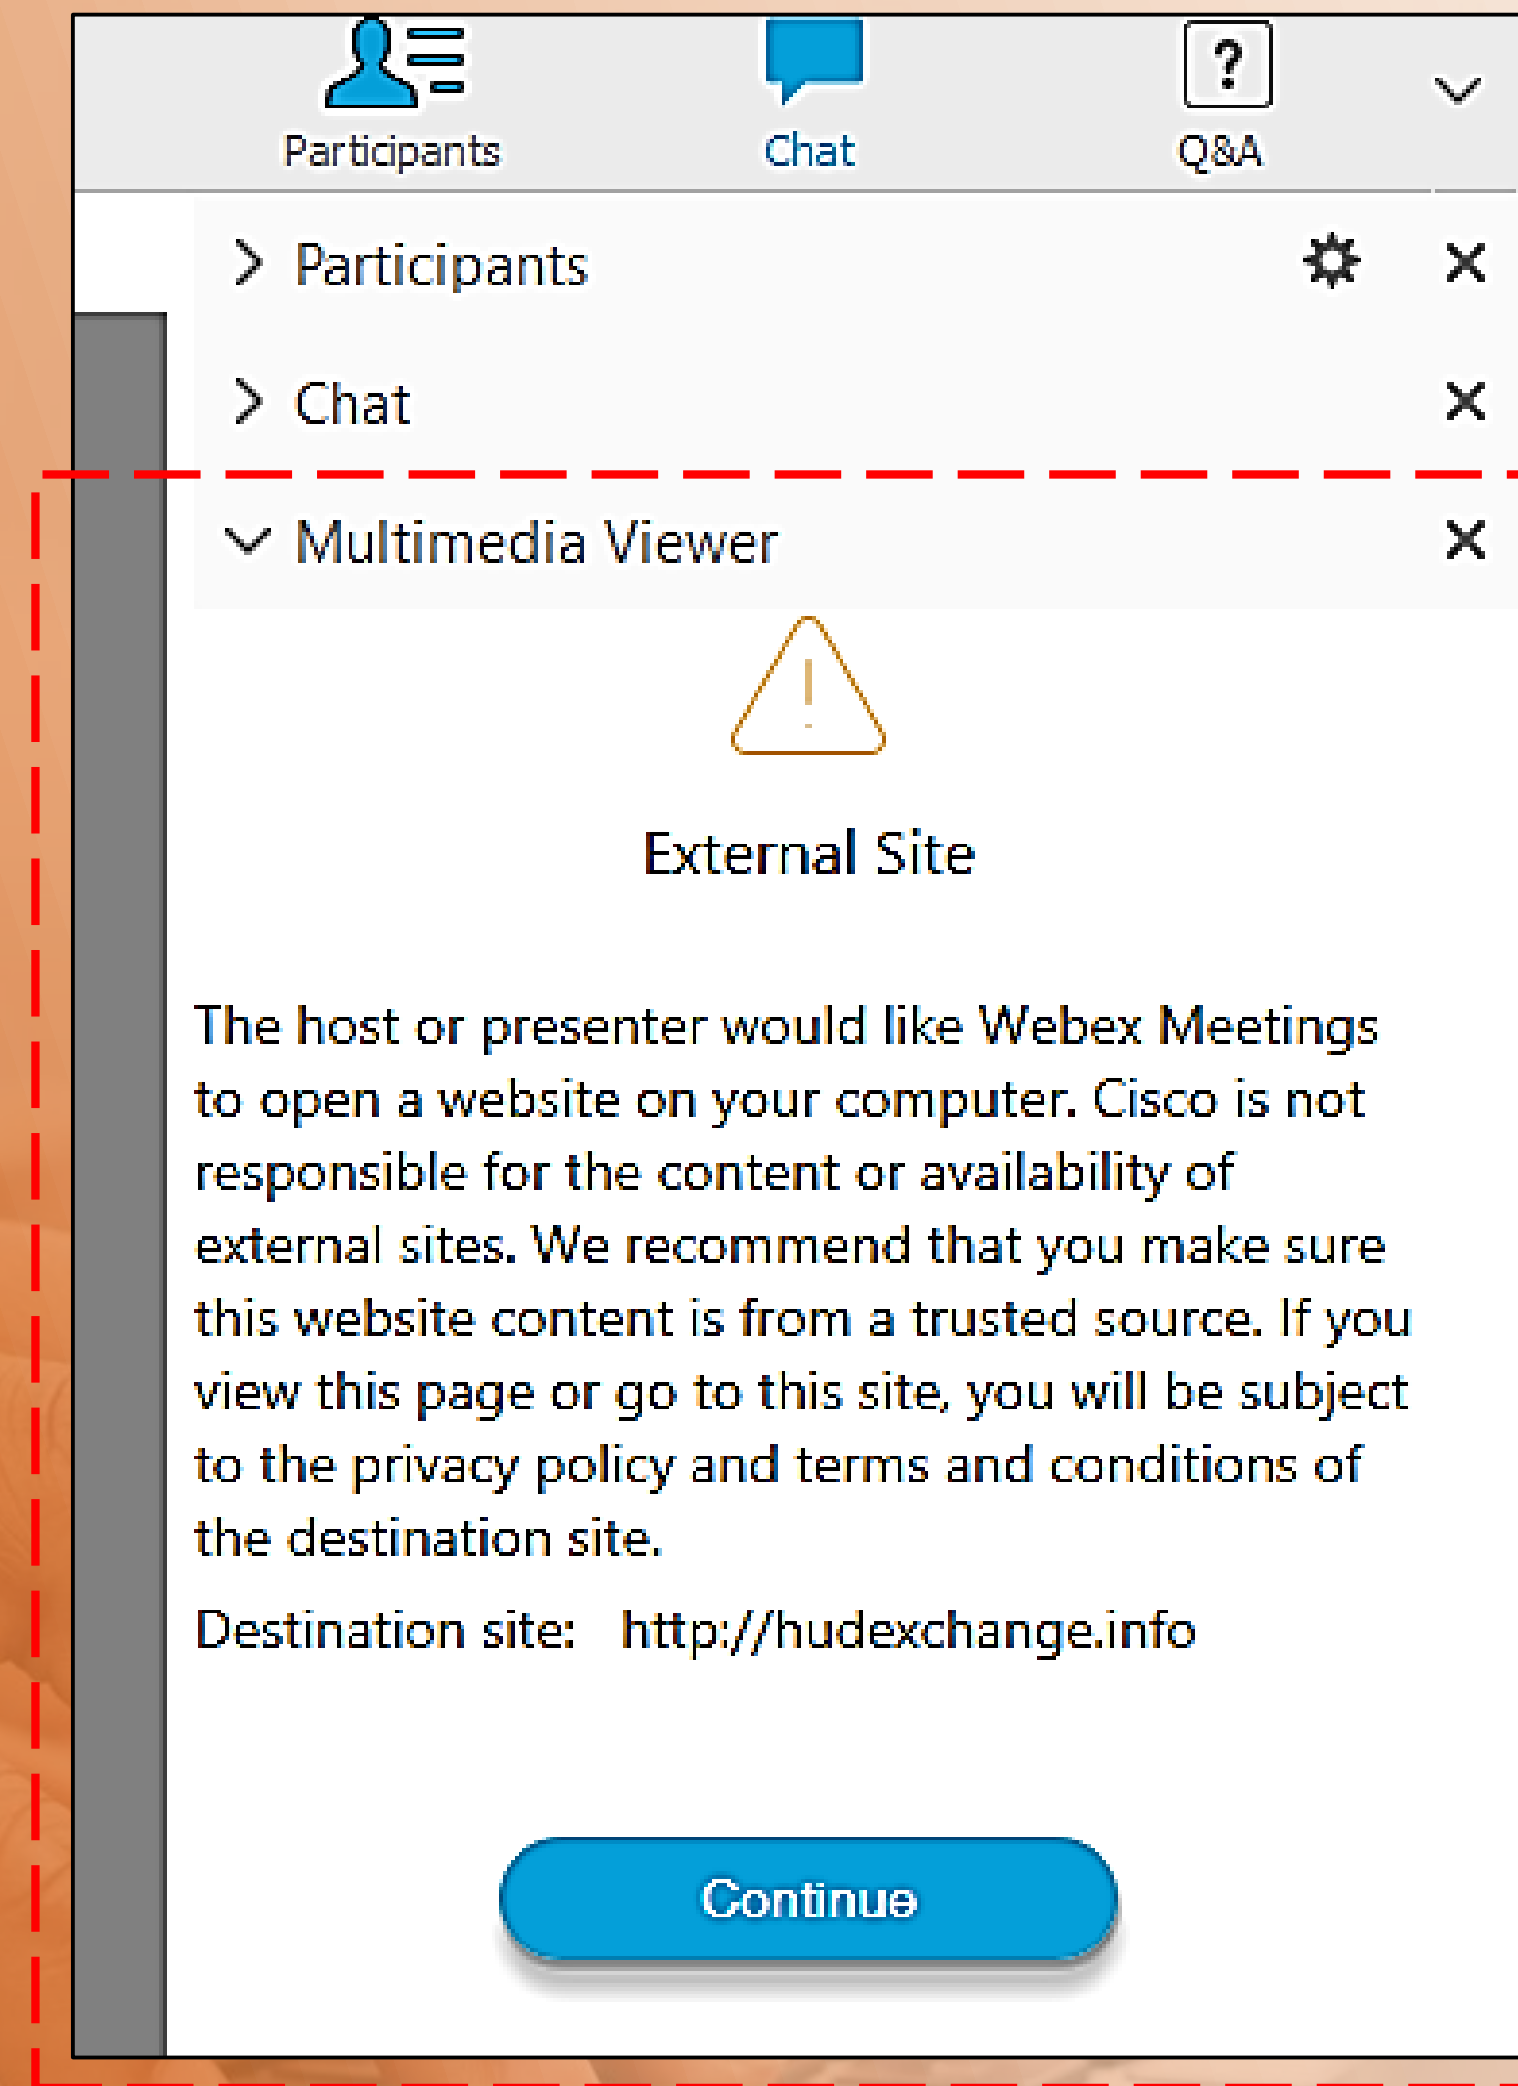 Participants Chat Q&A
Participants
Chat
Multimedia Viewer
External Site
The host or presenter would like Webex Meetings
to open a website on your computer. Cisco is not
responsible for the content or availability of
external sites. We recommend that you make sure
this website content is from a trusted source. If you
view this page or go to this site, you will be subject
to the privacy policy and terms and conditions of
the destination site.
Destination site: http://hudexchange.info
Continue